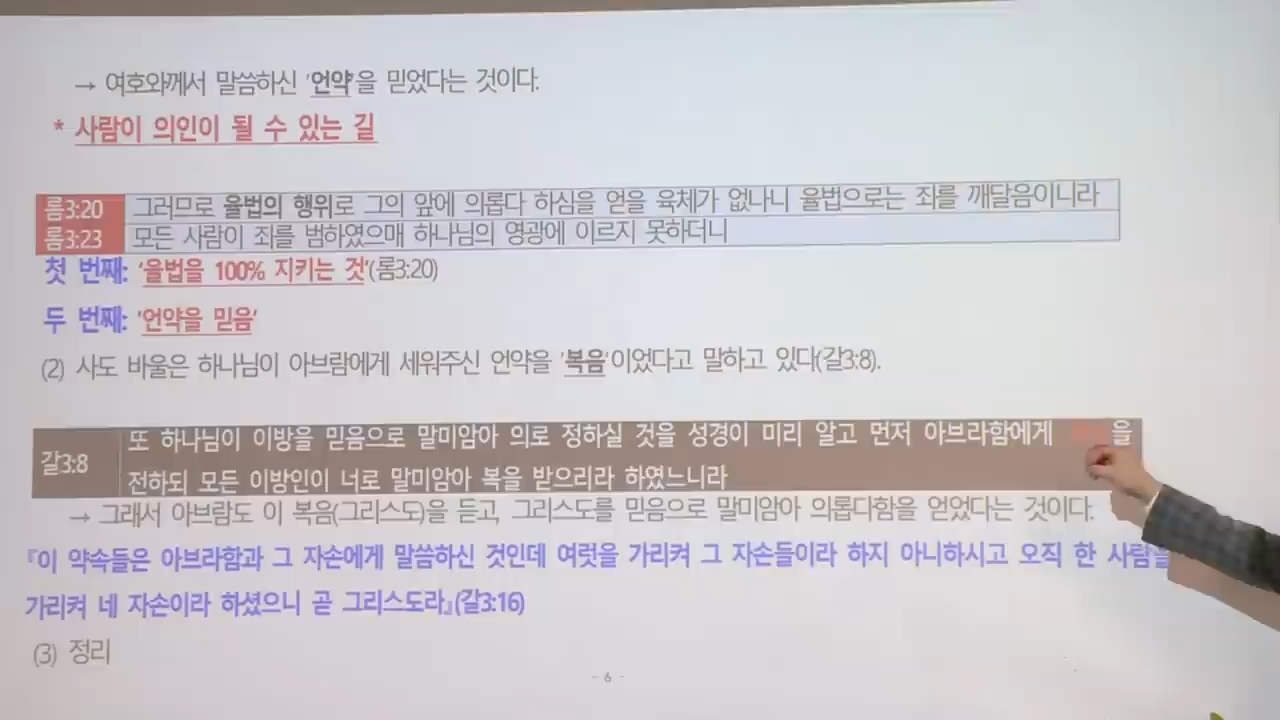 → 여호와께서 말씀하신 '언약'을 믿었다는 것이다.
* 사람이 의인이 될 수 있는 길
롬3:20 그러므로 율법의 행위로 그의 앞에 의롭다 하심을 얻을 육체가 없나니 율법으로는 죄를 깨달음이니라
롬3:23 모든 사람이 죄를 범하였으매 하나님의 영광에 이르지 못하더니
첫 번째: '율법을 100% 지키는 것'(롬3:20)
두 번째: '언약을 믿음'
(2) 사도 바울은 하나님이 아브람에게 세워주신 언약을 '복음'이었다고 말하고 있다(갈3:8).
갈3:8 또 하나님이 이방을 믿음으로 말미암아 의로 정하실 것을 성경이 미리 알고 먼저 아브라함에게 을
전하되 모든 이방인이 너로 말미암아 복을 받으리라 하였느니라
→ 그래서 아브람도 이 복음(그리스도)을 듣고, 그리스도를 믿음으로 말미암아 의롭다함을 얻었다는 것이다.
『이 약속들은 아브라함과 그 자손에게 말씀하신 것인데 여럿을 가리켜 그 자손들이라 하지 아니하시고 오직 한 사람을
가리켜 네 자손이라 하셨으니 곧 그리스도라』(갈3:16)
(3) 정리
- 6 -